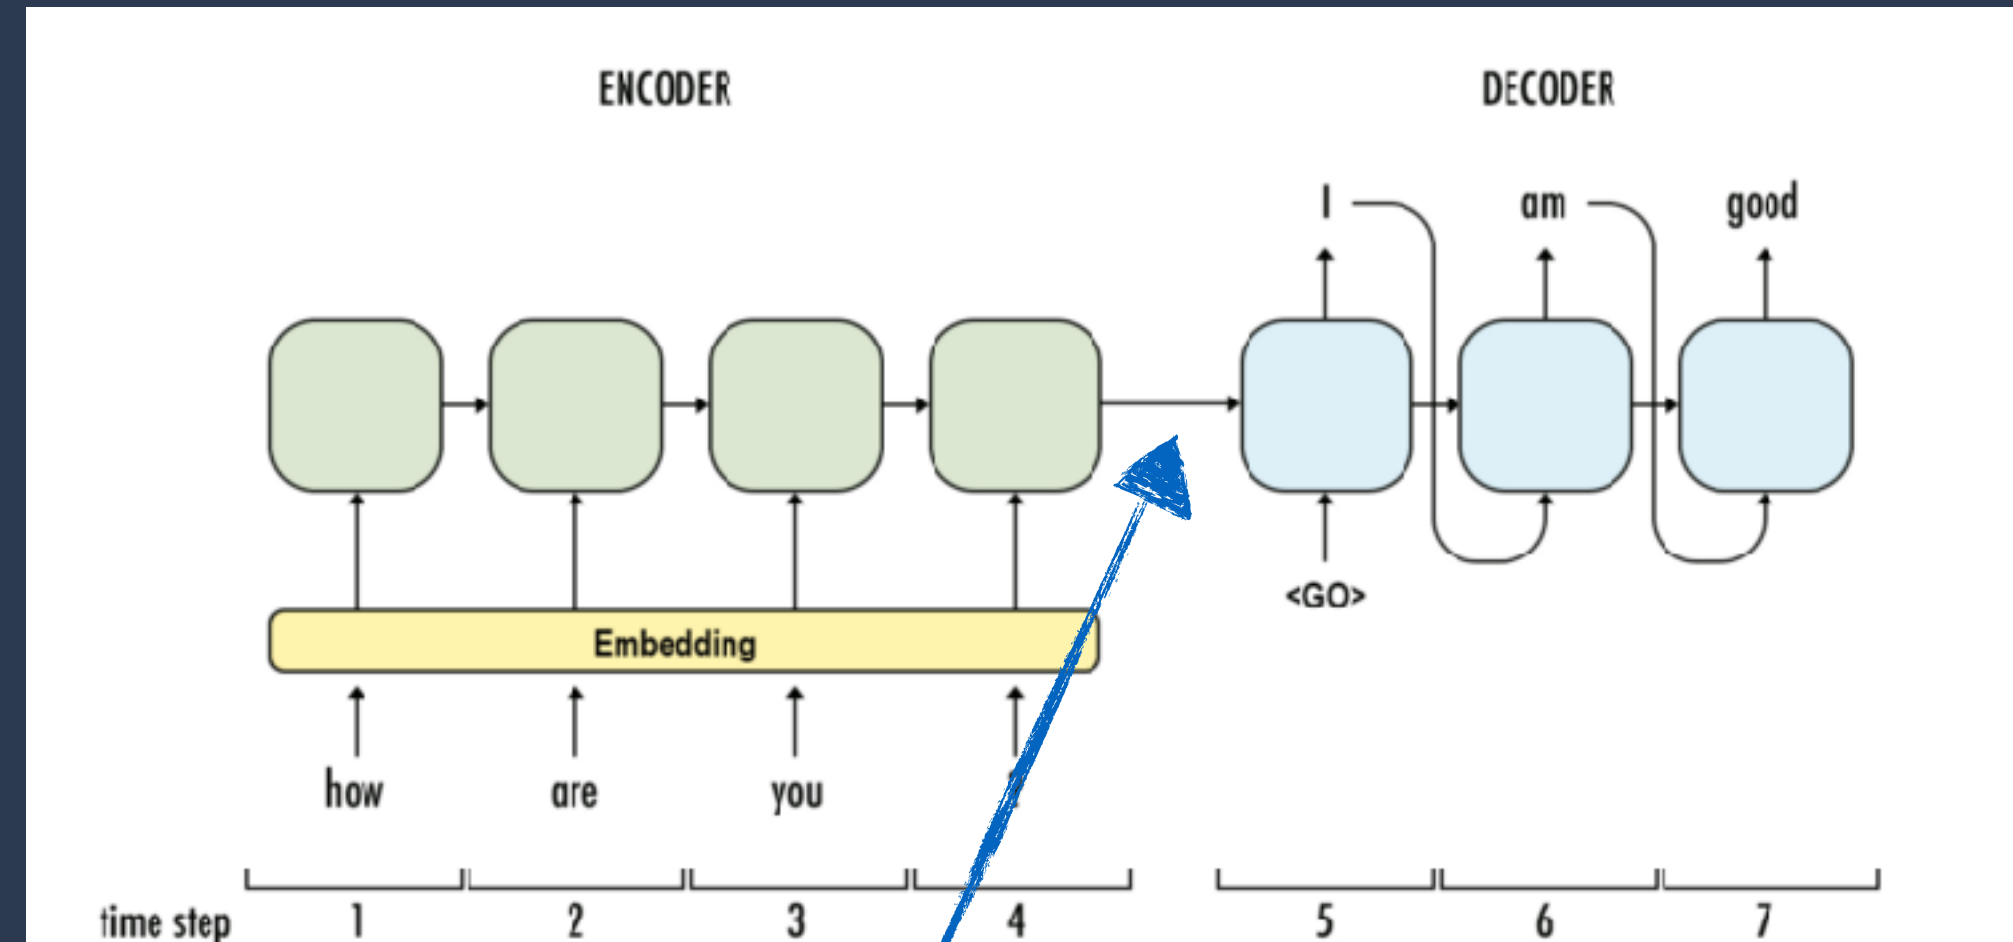 ENCODER DECODER
I am good
<GO>
Embedding
how are you
time step 1 2 3 4 5 6 7